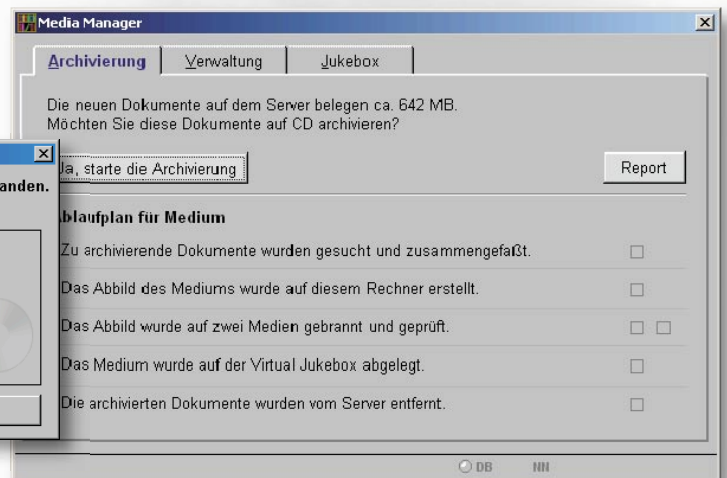 Media Manager
Archivierung Verwaltung Jukebox
Die neuen Dokumente auf dem Server belegen ca. 642 MB.
Möchten Sie diese Dokumente auf CD archivieren?
anden.
Ja, starte die Archivierung Report
Ablaufplan für Medium
Zu archivierende Dokumente wurden gesucht und zusammengefaßt.
Das Abbild des Mediums wurde auf diesem Rechner erstellt.
Das Abbild wurde auf zwei Medien gebrannt und geprüft.
Das Medium wurde auf der Virtual Jukebox abgelegt.
Die archivierten Dokumente wurden vom Server entfernt.
DB NN